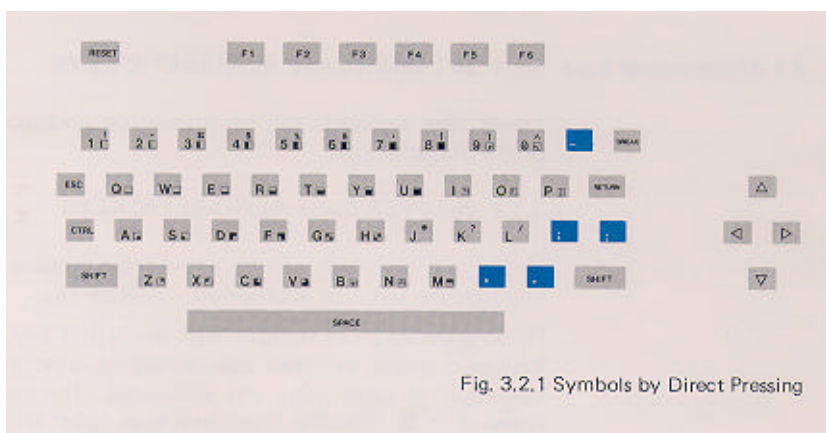 RESET F1 F2 F3 F4 F5 F6
1 ! 2 " 3 # 4 $ 5 % 6 & 7 ' 8 ( 9 ) 0 ^ - BREAK
ESC Q W E R T Y U I O P RETURN
CTRL A S D F G H J * K ? L / : ;
SHIFT Z X C V B N M SHIFT
SPACE
Fig. 3.2.1 Symbols by Direct Pressing